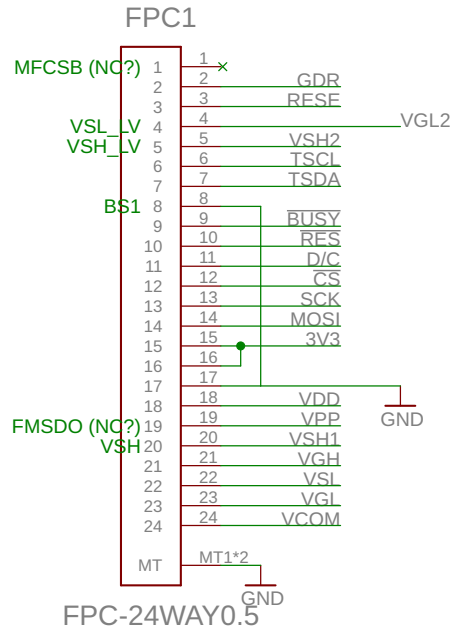 FPC1
MFCSB (NC?) 1 1
2 2 GDR
3 3 RESE
VSL_LV 4 4 VGL2
VSH_LV 5 5 VSH2
6 6 TSCL
7 7 TSDA
BS1 8 8
9 9 BUSY
10 10 RES
11 11 D/C
12 12 CS
13 13 SCK
14 14 MOSI
15 15 3V3
16 16
17 17 GND
18 18 VDD
FMSDO (NC?) 19 19 VPP
VSH 20 20 VSH1
21 21 VGH
22 22 VSL
23 23 VGL
24 24 VCOM
MT MT1*2
GND
FPC-24WAY0.5